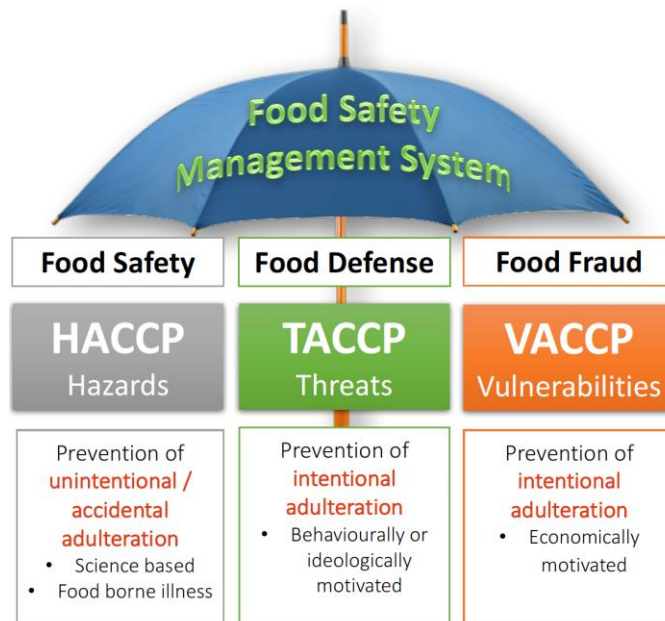 Food Safety
Management System
Food Safety
HACCP
Hazards
Prevention of
unintentional /
accidental
adulteration
• Science based
• Food borne illness
Food Defense
TACCP
Threats
Prevention of
intentional
adulteration
• Behaviourally or
ideologically
motivated
Food Fraud
VACCP
Vulnerabilities
Prevention of
intentional
adulteration
• Economically
motivated